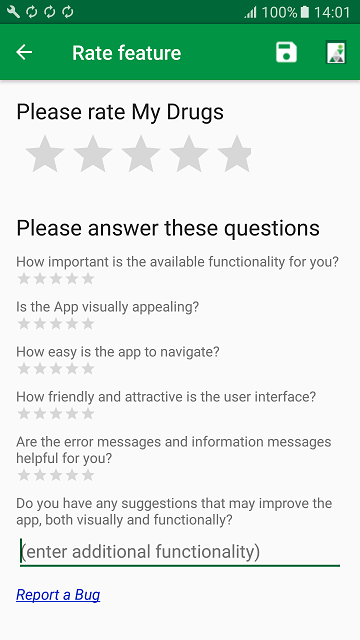 100% 14:01
Rate feature
Please rate My Drugs
Please answer these questions
How important is the available functionality for you?
Is the App visually appealing?
How easy is the app to navigate?
How friendly and attractive is the user interface?
Are the error messages and information messages
helpful for you?
Do you have any suggestions that may improve the
app, both visually and functionally?
(enter additional functionality)
Report a Bug